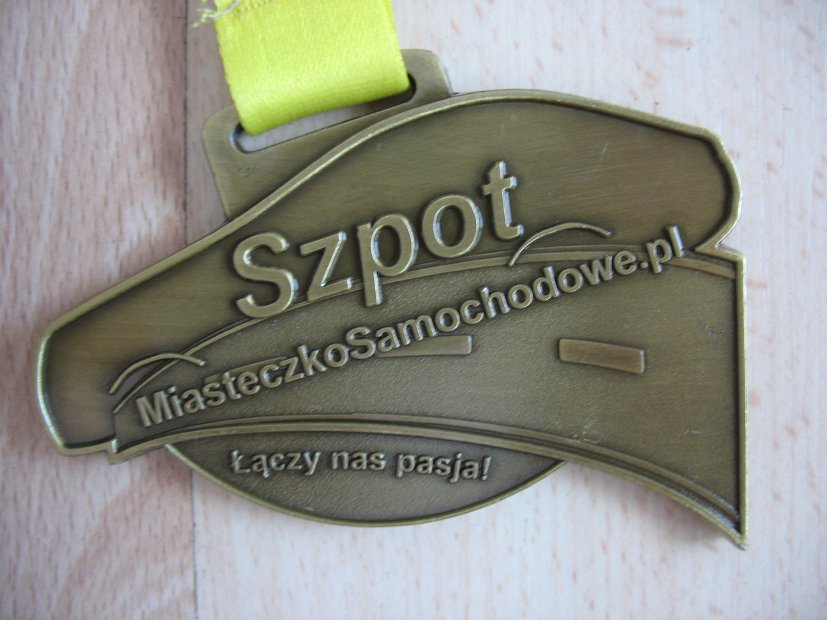 Szpot
MiasteczkoSamochodowe.pl
Łączy nas pasja!